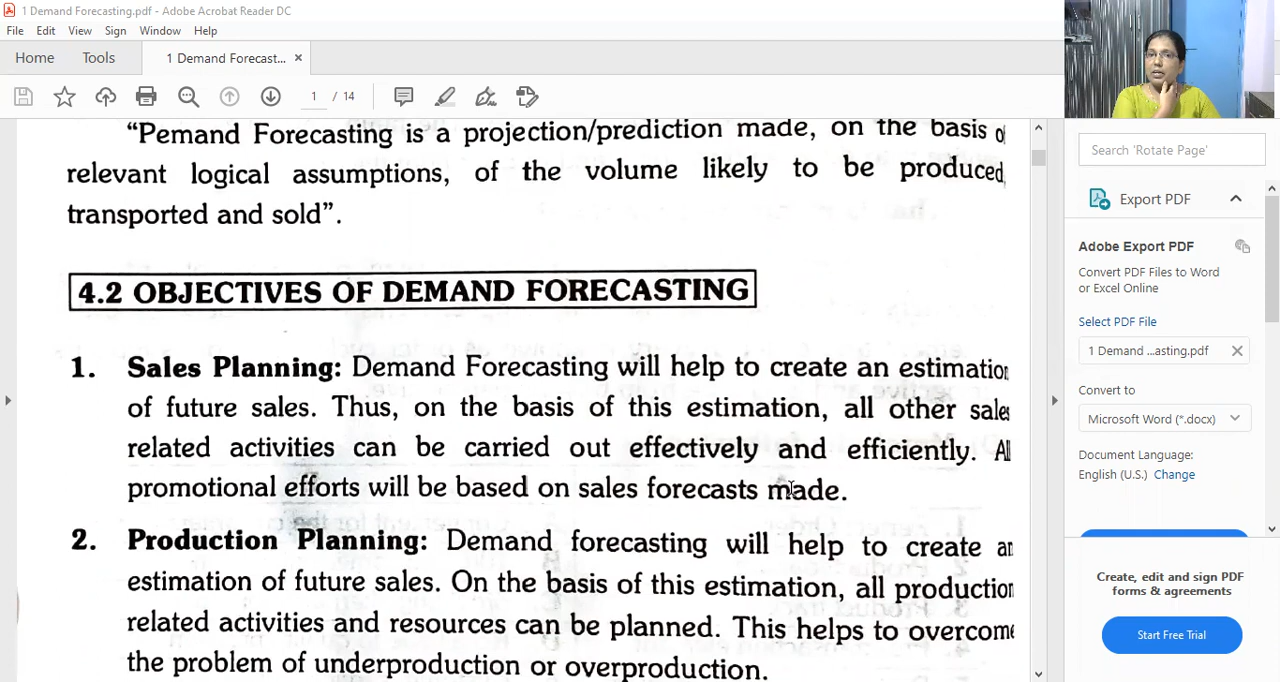 1 Demand Forecasting.pdf - Adobe Acrobat Reader DC
File Edit View Sign Window Help
Home Tools 1 Demand Forecast... ×
1 / 14
“Pemand Forecasting is a projection/prediction made, on the basis
relevant logical assumptions, of the volume likely to be produced
transported and sold”.
4.2 OBJECTIVES OF DEMAND FORECASTING
1. Sales Planning: Demand Forecasting will help to create an estimation
of future sales. Thus, on the basis of this estimation, all other sales
related activities can be carried out effectively and efficiently. All
promotional efforts will be based on sales forecasts made.
2. Production Planning: Demand forecasting will help to create an
estimation of future sales. On the basis of this estimation, all production
related activities and resources can be planned. This helps to overcome
the problem of underproduction or overproduction.
Search 'Rotate Page'
Export PDF
Adobe Export PDF
Convert PDF Files to Word
or Excel Online
Select PDF File
1 Demand ...asting.pdf ×
Convert to
Microsoft Word (*.docx)
Document Language:
English (U.S.) Change
Create, edit and sign PDF
forms & agreements
Start Free Trial